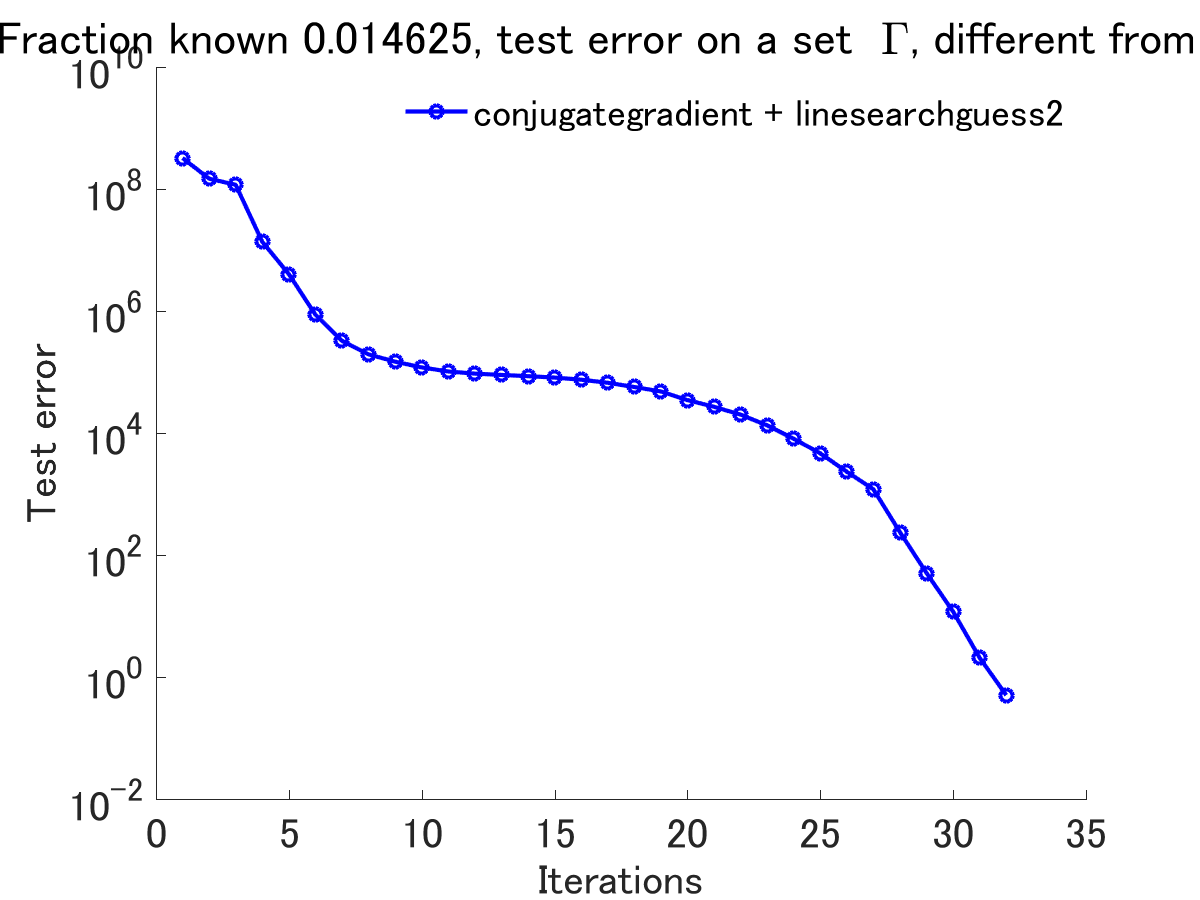 Fraction known 0.014625, test error on a set Γ, different from
10^10
conjugategradient + linesearchguess2
10^8
10^6
10^4
10^2
10^0
10^-2
Test error
0 5 10 15 20 25 30 35
Iterations